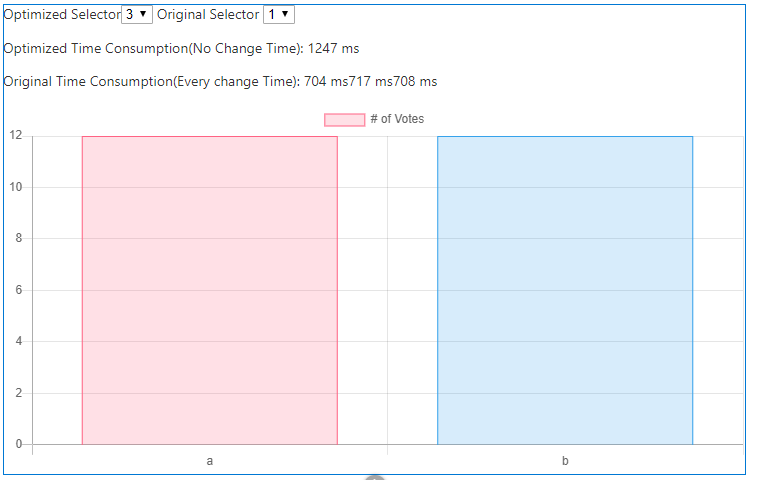 Optimized Selector 3 Original Selector 1
Optimized Time Consumption(No Change Time): 1247 ms
Original Time Consumption(Every change Time): 704 ms717 ms708 ms
# of Votes
12
10
8
6
4
2
0
a b